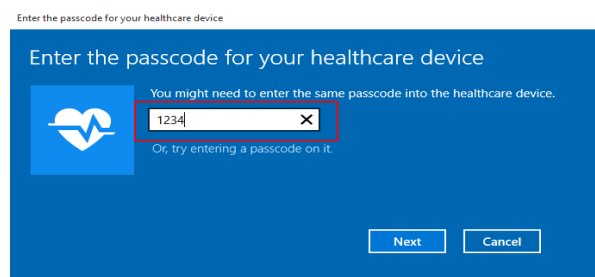 Enter the passcode for your healthcare device
Enter the passcode for your healthcare device
You might need to enter the same passcode into the healthcare device.
1234
Or, try entering a passcode on it.
Next
Cancel